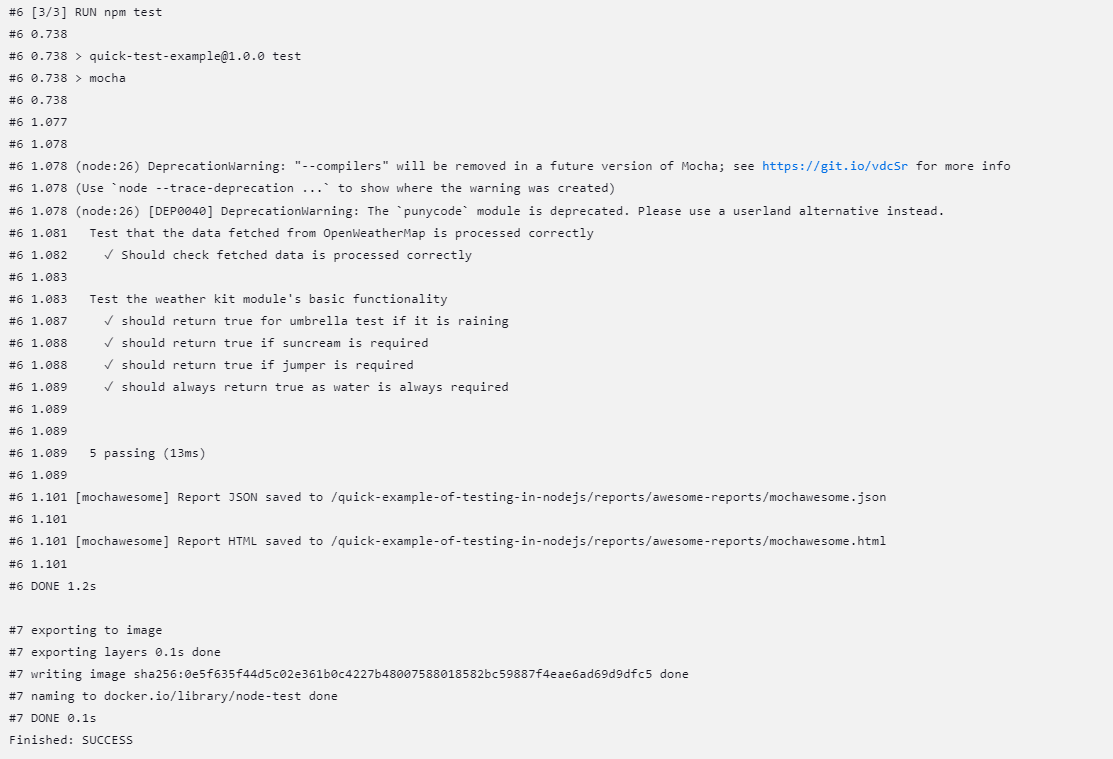 #6 [3/3] RUN npm test
#6 0.738
#6 0.738 > quick-test-example@1.0.0 test
#6 0.738 > mocha
#6 0.738
#6 1.077
#6 1.078
#6 1.078 (node:26) DeprecationWarning: "--compilers" will be removed in a future version of Mocha; see https://git.io/vdcSr for more info
#6 1.078 (Use `node --trace-deprecation ...` to show where the warning was created)
#6 1.078 (node:26) [DEP0040] DeprecationWarning: The `punycode` module is deprecated. Please use a userland alternative instead.
#6 1.081   Test that the data fetched from OpenWeatherMap is processed correctly
#6 1.082     ✓ Should check fetched data is processed correctly
#6 1.083
#6 1.083   Test the weather kit module's basic functionality
#6 1.087     ✓ should return true for umbrella test if it is raining
#6 1.088     ✓ should return true if suncream is required
#6 1.088     ✓ should return true if jumper is required
#6 1.089     ✓ should always return true as water is always required
#6 1.089
#6 1.089
#6 1.089   5 passing (13ms)
#6 1.089
#6 1.101 [mochawesome] Report JSON saved to /quick-example-of-testing-in-nodejs/reports/awesome-reports/mochawesome.json
#6 1.101
#6 1.101 [mochawesome] Report HTML saved to /quick-example-of-testing-in-nodejs/reports/awesome-reports/mochawesome.html
#6 1.101
#6 DONE 1.2s

#7 exporting to image
#7 exporting layers 0.1s done
#7 writing image sha256:0e5f635f44d5c02e361b0c4227b48007588018582bc59887f4eae6ad69d9dfc5 done
#7 naming to docker.io/library/node-test done
#7 DONE 0.1s
Finished: SUCCESS